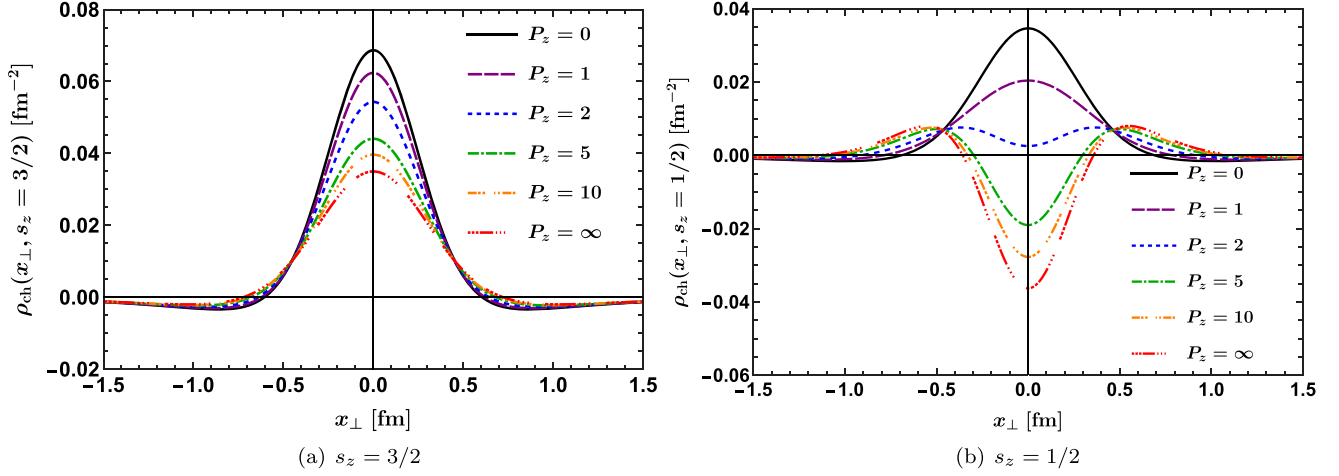 ρch(x⊥, sz = 3/2) [fm−2]
0.08
0.06
0.04
0.02
0.00
−0.02
−1.5 −1.0 −0.5 0.0 0.5 1.0 1.5
x⊥ [fm]
Pz = 0
Pz = 1
Pz = 2
Pz = 5
Pz = 10
Pz = ∞
(a) sz = 3/2
ρch(x⊥, sz = 1/2) [fm−2]
0.04
0.02
0.00
−0.02
−0.04
−0.06
−1.5 −1.0 −0.5 0.0 0.5 1.0 1.5
x⊥ [fm]
Pz = 0
Pz = 1
Pz = 2
Pz = 5
Pz = 10
Pz = ∞
(b) sz = 1/2